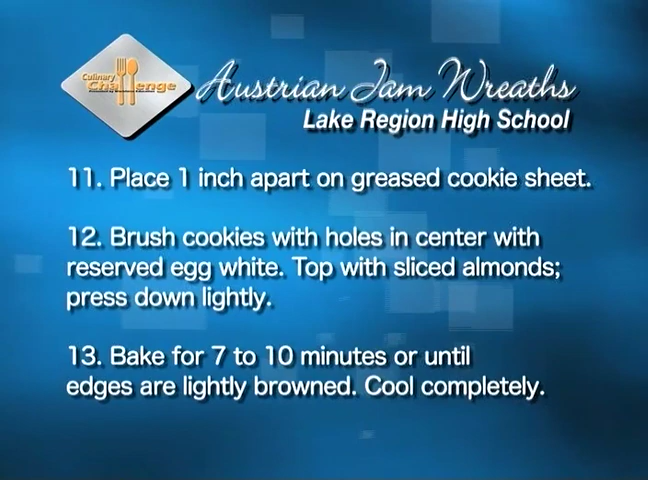 Culinary
Challenge
Austrian Jam Wreaths
Lake Region High School
11. Place 1 inch apart on greased cookie sheet.
12. Brush cookies with holes in center with
reserved egg white. Top with sliced almonds;
press down lightly.
13. Bake for 7 to 10 minutes or until
edges are lightly browned. Cool completely.